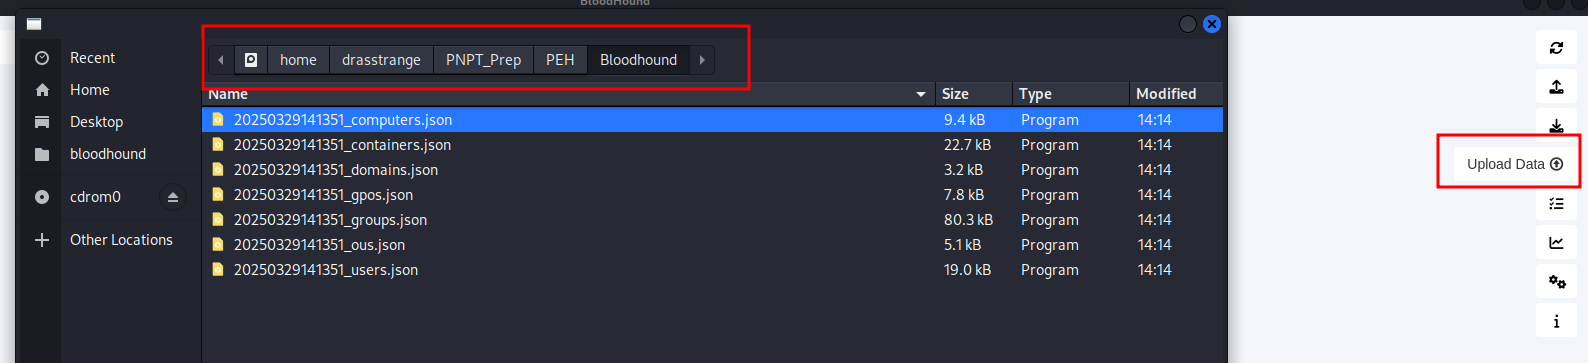 BloodHound
home drasstrange PNPT_Prep PEH Bloodhound
Recent
Home
Desktop
bloodhound
cdrom0
Other Locations
Name Size Type Modified
20250329141351_computers.json 9.4 kB Program 14:14
20250329141351_containers.json 22.7 kB Program 14:14
20250329141351_domains.json 3.2 kB Program 14:14
20250329141351_gpos.json 7.8 kB Program 14:14
20250329141351_groups.json 80.3 kB Program 14:14
20250329141351_ous.json 5.1 kB Program 14:14
20250329141351_users.json 19.0 kB Program 14:14
Upload Data